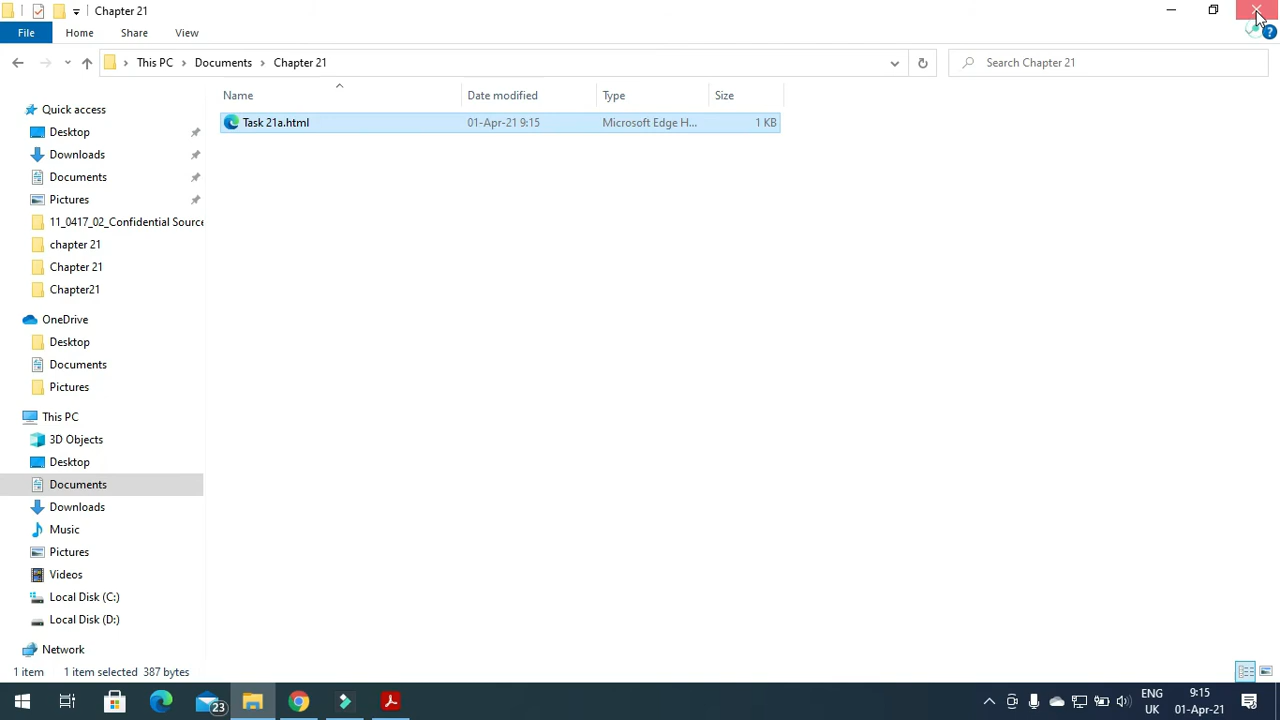 Chapter 21
File Home Share View
This PC Documents Chapter 21 Search Chapter 21
Name Date modified Type Size
Task 21a.html 01-Apr-21 9:15 Microsoft Edge H... 1 KB
Quick access
Desktop
Downloads
Documents
Pictures
11_0417_02_Confidential Source
chapter 21
Chapter 21
Chapter21
OneDrive
Desktop
Documents
Pictures
This PC
3D Objects
Desktop
Documents
Downloads
Music
Pictures
Videos
Local Disk (C:)
Local Disk (D:)
Network
1 item 1 item selected 387 bytes
23
ENG 9:15
UK 01-Apr-21